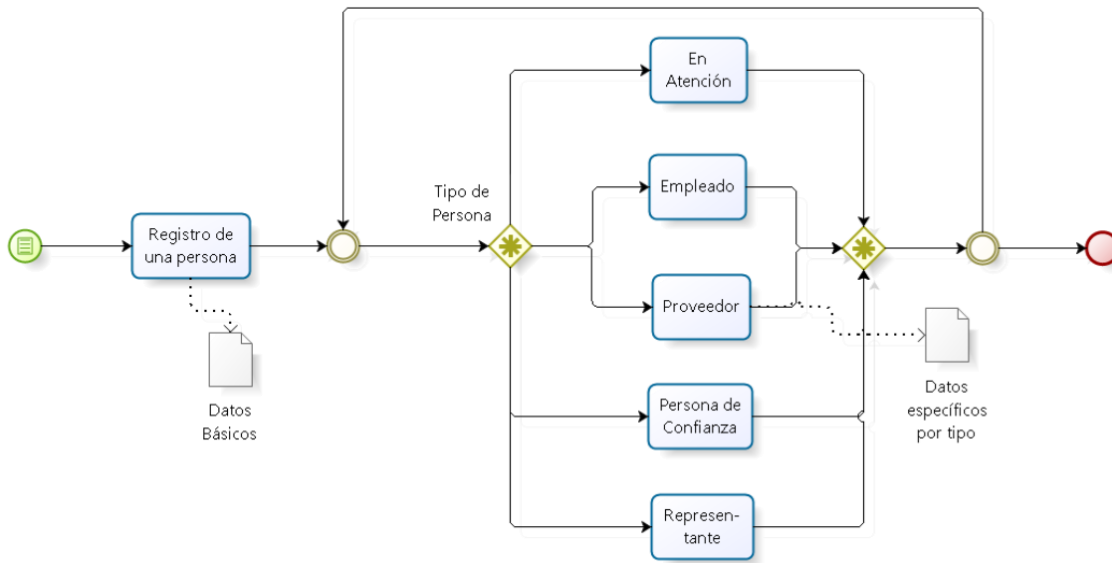 En
Atención
Tipo de
Persona
Empleado
Registro de
una persona
Proveedor
Datos
Básicos
Persona de
Confianza
Datos
específicos
por tipo
Represen-
tante